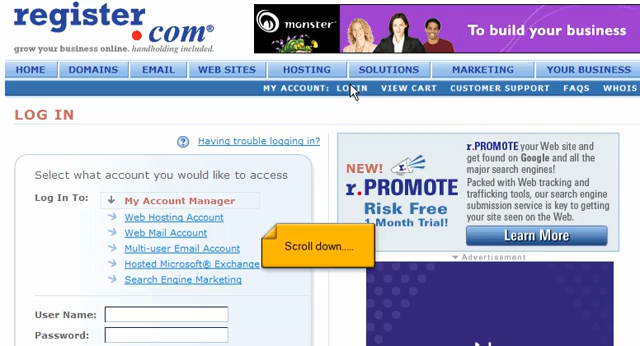 register
.com®
grow your business online. handholding included.
monster
To build your business
HOME DOMAINS EMAIL WEB SITES HOSTING SOLUTIONS MARKETING YOUR BUSINESS
MY ACCOUNT: LOGIN VIEW CART CUSTOMER SUPPORT FAQS WHOIS
LOG IN
Having trouble logging in?
Select what account you would like to access
Log In To:
My Account Manager
Web Hosting Account
Web Mail Account
Multi-user Email Account
Hosted Microsoft® Exchange
Search Engine Marketing
User Name:
Password:
Scroll down.....
NEW!
r.PROMOTE
Risk Free
1-Month Trial!
r.PROMOTE your Web site and
get found on Google and all the
major search engines!
Packed with Web tracking and
trafficking tools, our search engine
submission service is key to getting
your site seen on the Web.
Learn More
Advertisement